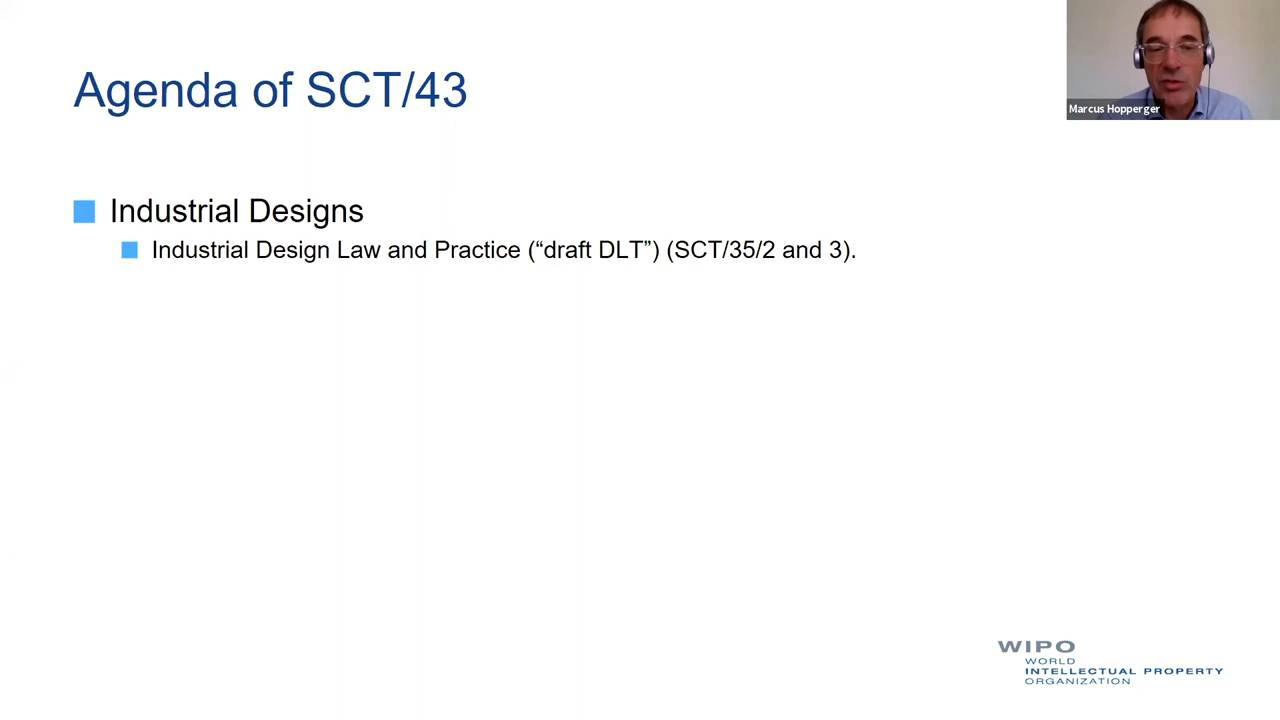 Agenda of SCT/43
Marcus Hopperger
Industrial Designs
Industrial Design Law and Practice (“draft DLT”) (SCT/35/2 and 3).
WIPO
WORLD
INTELLECTUAL PROPERTY
ORGANIZATION